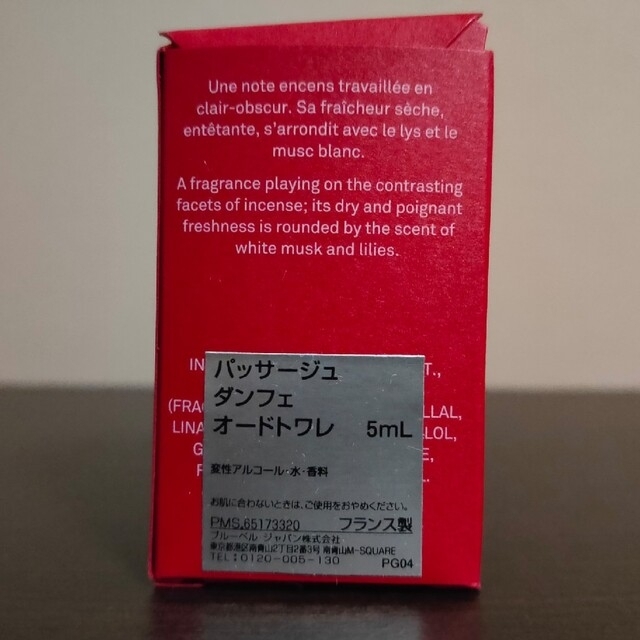 Une note encens travaillée en
clair-obscur. Sa fraîcheur sèche,
entêtante, s'arrondit avec le lys et le
musc blanc.
A fragrance playing on the contrasting
facets of incense; its dry and poignant
freshness is rounded by the scent of
white musk and lilies.
パッサージュ
ダンフェ
オードトワレ 5mL
変性アルコール・水・香料
お肌に合わないときは、ご使用をおやめください。
PMS.65173320 フランス製
ブルーベル ジャパン株式会社
東京都港区南青山2丁目2番3号 南青山M-SQUARE
TEL:0120-005-130 PG04